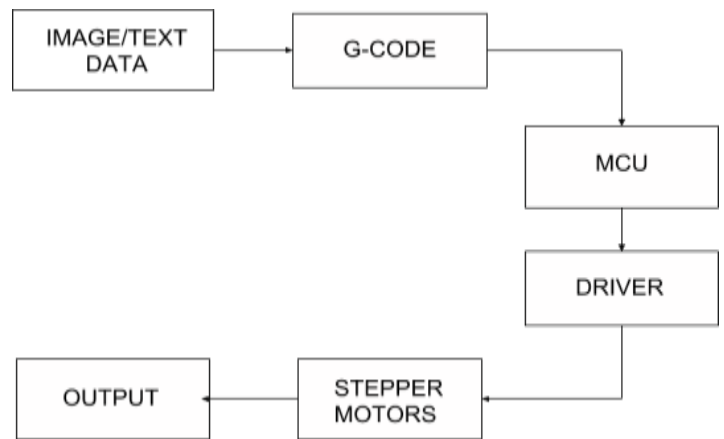 IMAGE/TEXT
DATA
G-CODE
MCU
DRIVER
STEPPER
MOTORS
OUTPUT